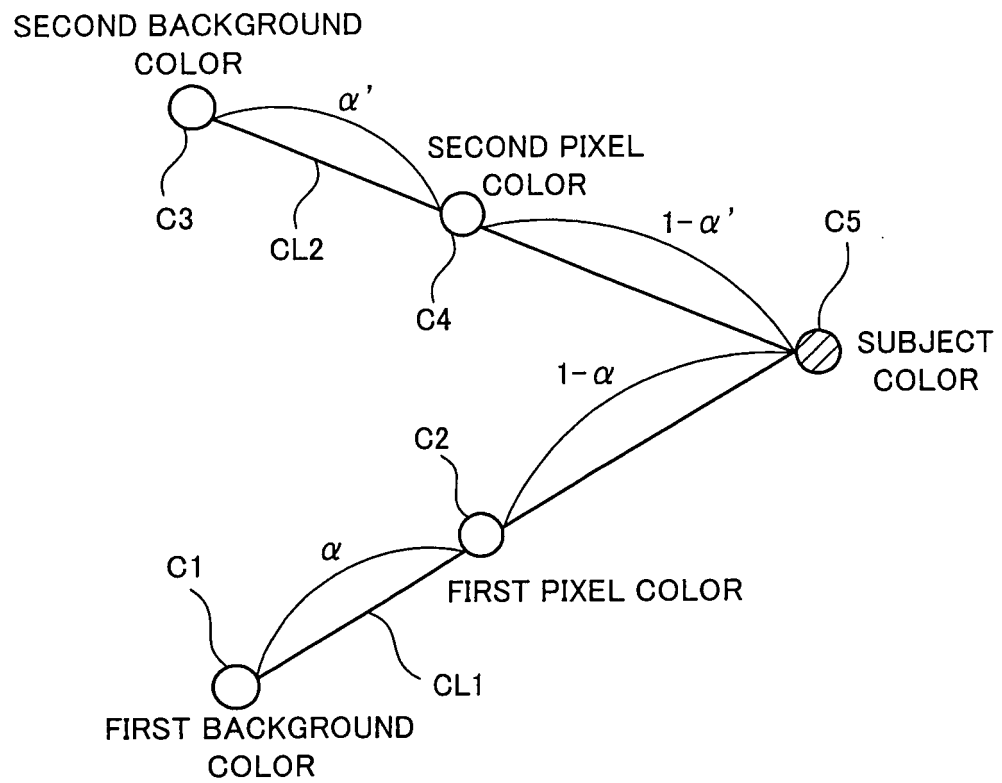 SECOND BACKGROUND
COLOR
α'
SECOND PIXEL
COLOR
C3
CL2
1-α'
C5
C4
SUBJECT
COLOR
1-α
C2
α
C1
FIRST PIXEL COLOR
CL1
FIRST BACKGROUND
COLOR